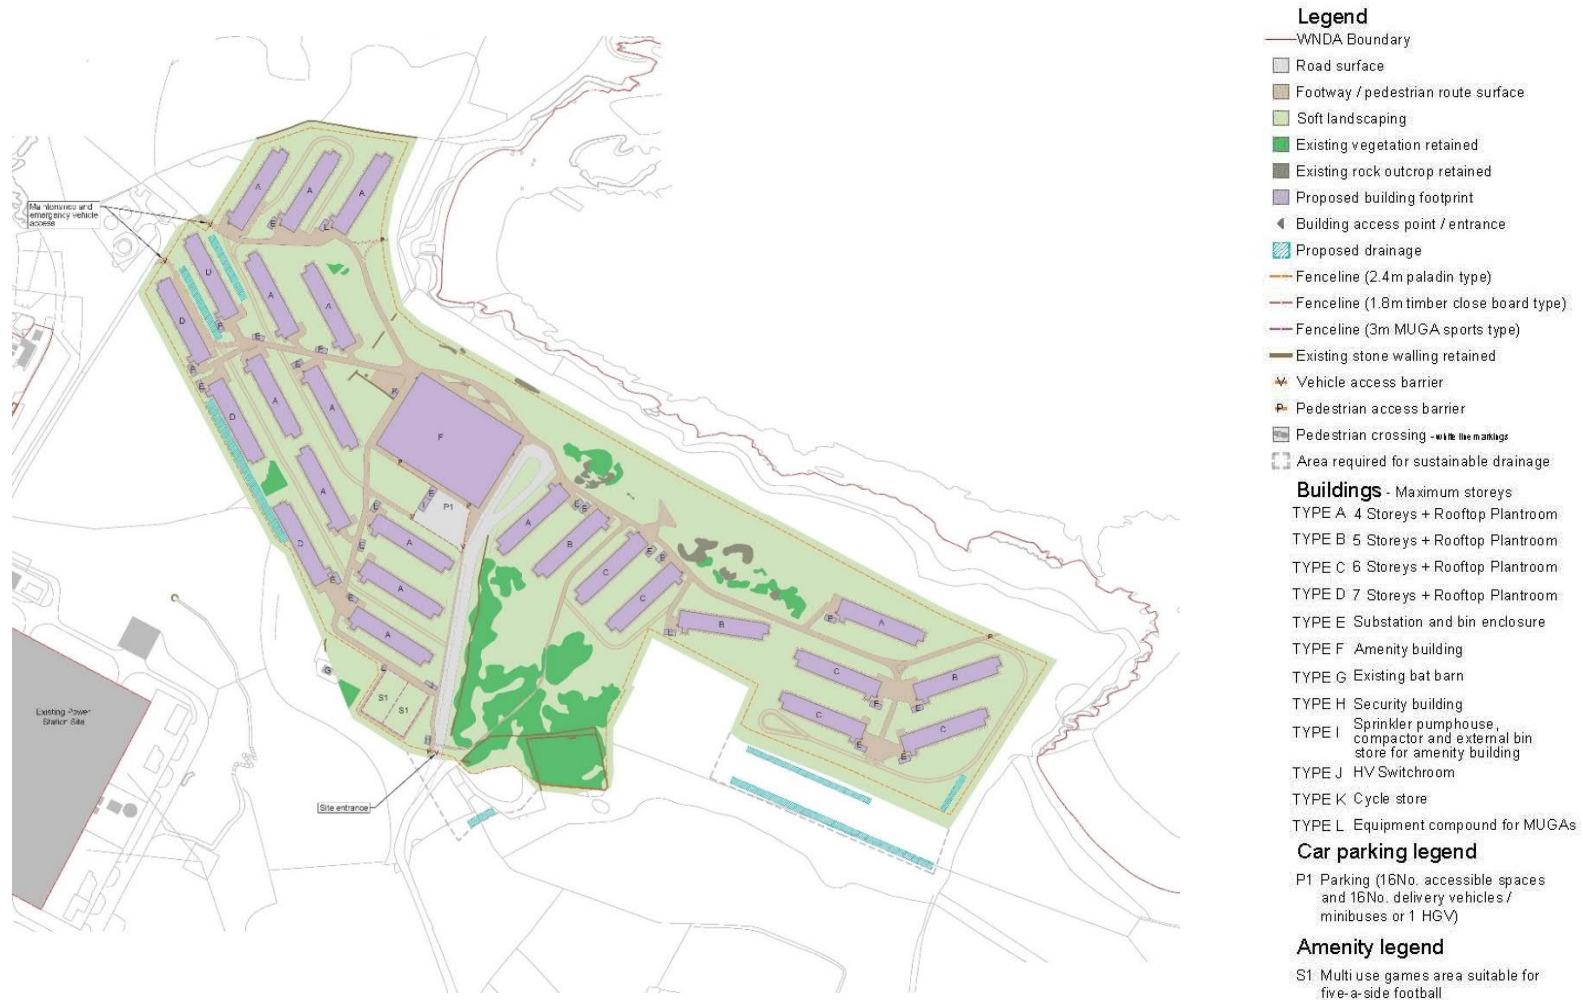 Maintenance and
emergency vehicle
access
A
A
A
E
E
P
V
V
D
A
A
D
E
E
E
E
E
E
D
A
A
K
F
P
E
I
P1
P
V
A
D
E
A
E
A
E
E
A
E
E
A
B
E
E
C
C
L
B
E
A
P
C
B
C
E
E
C
E
E
G
E
S1
S1
J
H
V
Existing Power
Station Site
Site entrance
Legend
WNDA Boundary
Road surface
Footway / pedestrian route surface
Soft landscaping
Existing vegetation retained
Existing rock outcrop retained
Proposed building footprint
Building access point / entrance
Proposed drainage
Fenceline (2.4m paladin type)
Fenceline (1.8m timber close board type)
Fenceline (3m MUGA sports type)
Existing stone walling retained
V Vehicle access barrier
P Pedestrian access barrier
Pedestrian crossing - white line markings
Area required for sustainable drainage
Buildings - Maximum storeys
TYPE A 4 Storeys + Rooftop Plantroom
TYPE B 5 Storeys + Rooftop Plantroom
TYPE C 6 Storeys + Rooftop Plantroom
TYPE D 7 Storeys + Rooftop Plantroom
TYPE E Substation and bin enclosure
TYPE F Amenity building
TYPE G Existing bat barn
TYPE H Security building
TYPE I Sprinkler pumphouse,
compactor and external bin
store for amenity building
TYPE J HV Switchroom
TYPE K Cycle store
TYPE L Equipment compound for MUGAs
Car parking legend
P1 Parking (16No. accessible spaces
and 16No. delivery vehicles /
minibuses or 1 HGV)
Amenity legend
S1 Multi use games area suitable for
five-a-side football